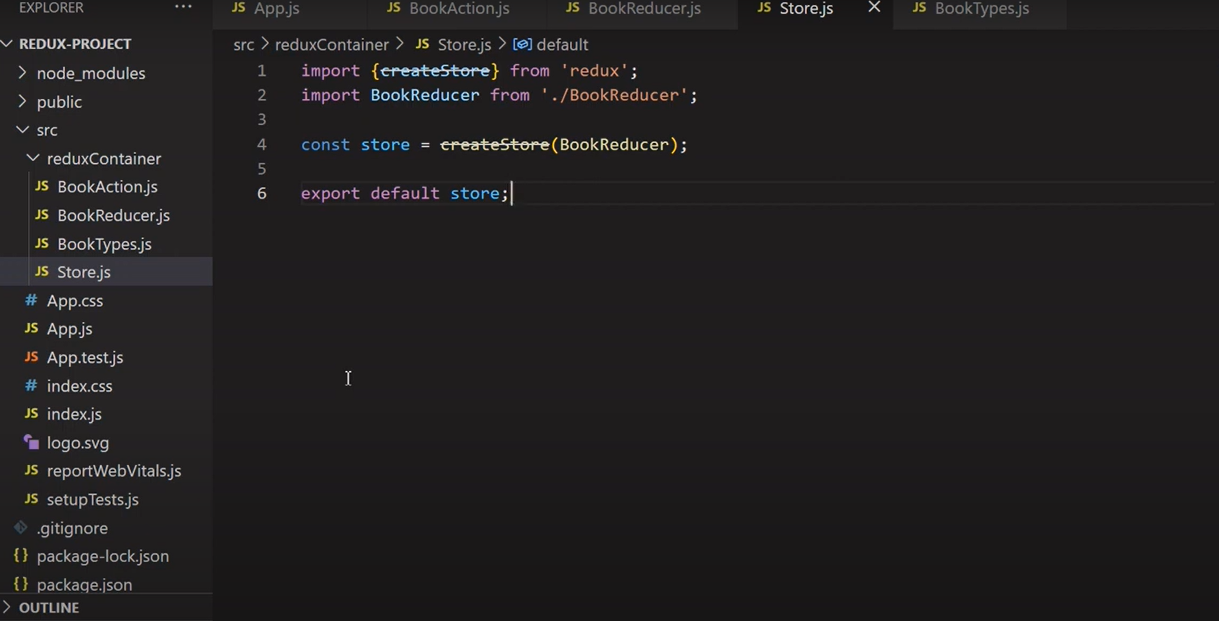 EXPLORER ...
JS App.js JS BookAction.js JS BookReducer.js JS Store.js JS BookTypes.js
REDUX-PROJECT
node_modules
public
src
reduxContainer
JS BookAction.js
JS BookReducer.js
JS BookTypes.js
JS Store.js
# App.css
JS App.js
JS App.test.js
# index.css
JS index.js
logo.svg
JS reportWebVitals.js
JS setupTests.js
.gitignore
{} package-lock.json
{} package.json
OUTLINE
src > reduxContainer > JS Store.js > default
1 import {createStore} from 'redux';
2 import BookReducer from './BookReducer';
3
4 const store = createStore(BookReducer);
5
6 export default store;